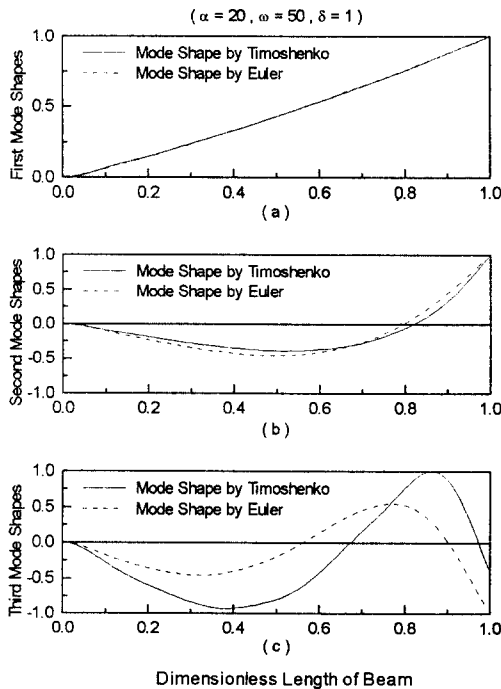 ( α = 20 , ω = 50 , δ = 1 )
First Mode Shapes
1.0
0.5
0.0
Mode Shape by Timoshenko
Mode Shape by Euler
0.0 0.2 0.4 0.6 0.8 1.0
( a )
Second Mode Shapes
1.0
0.5
0.0
-0.5
-1.0
Mode Shape by Timoshenko
Mode Shape by Euler
0.0 0.2 0.4 0.6 0.8 1.0
( b )
Third Mode Shapes
1.0
0.5
0.0
-0.5
-1.0
Mode Shape by Timoshenko
Mode Shape by Euler
0.0 0.2 0.4 0.6 0.8 1.0
( c )
Dimensionless Length of Beam